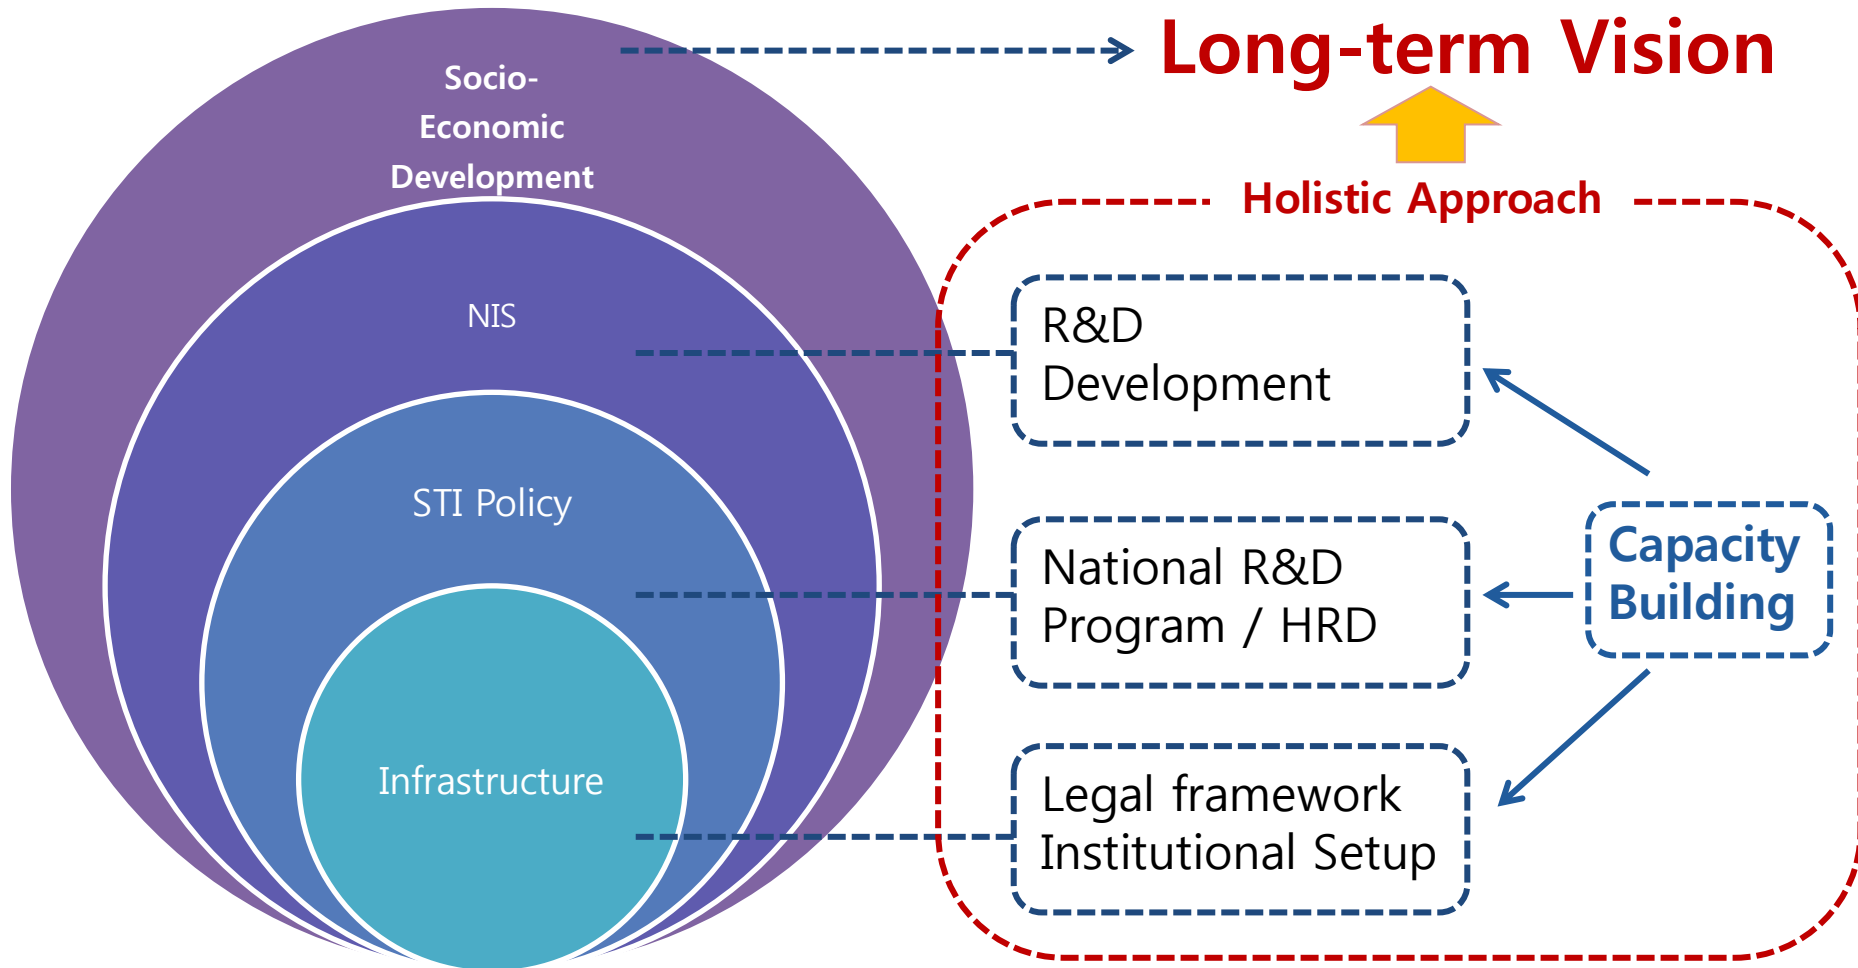 Long-term Vision
Socio-
Economic
Development
Holistic Approach
NIS
R&D
Development
STI Policy
National R&D
Program / HRD
Capacity
Building
Infrastructure
Legal framework
Institutional Setup